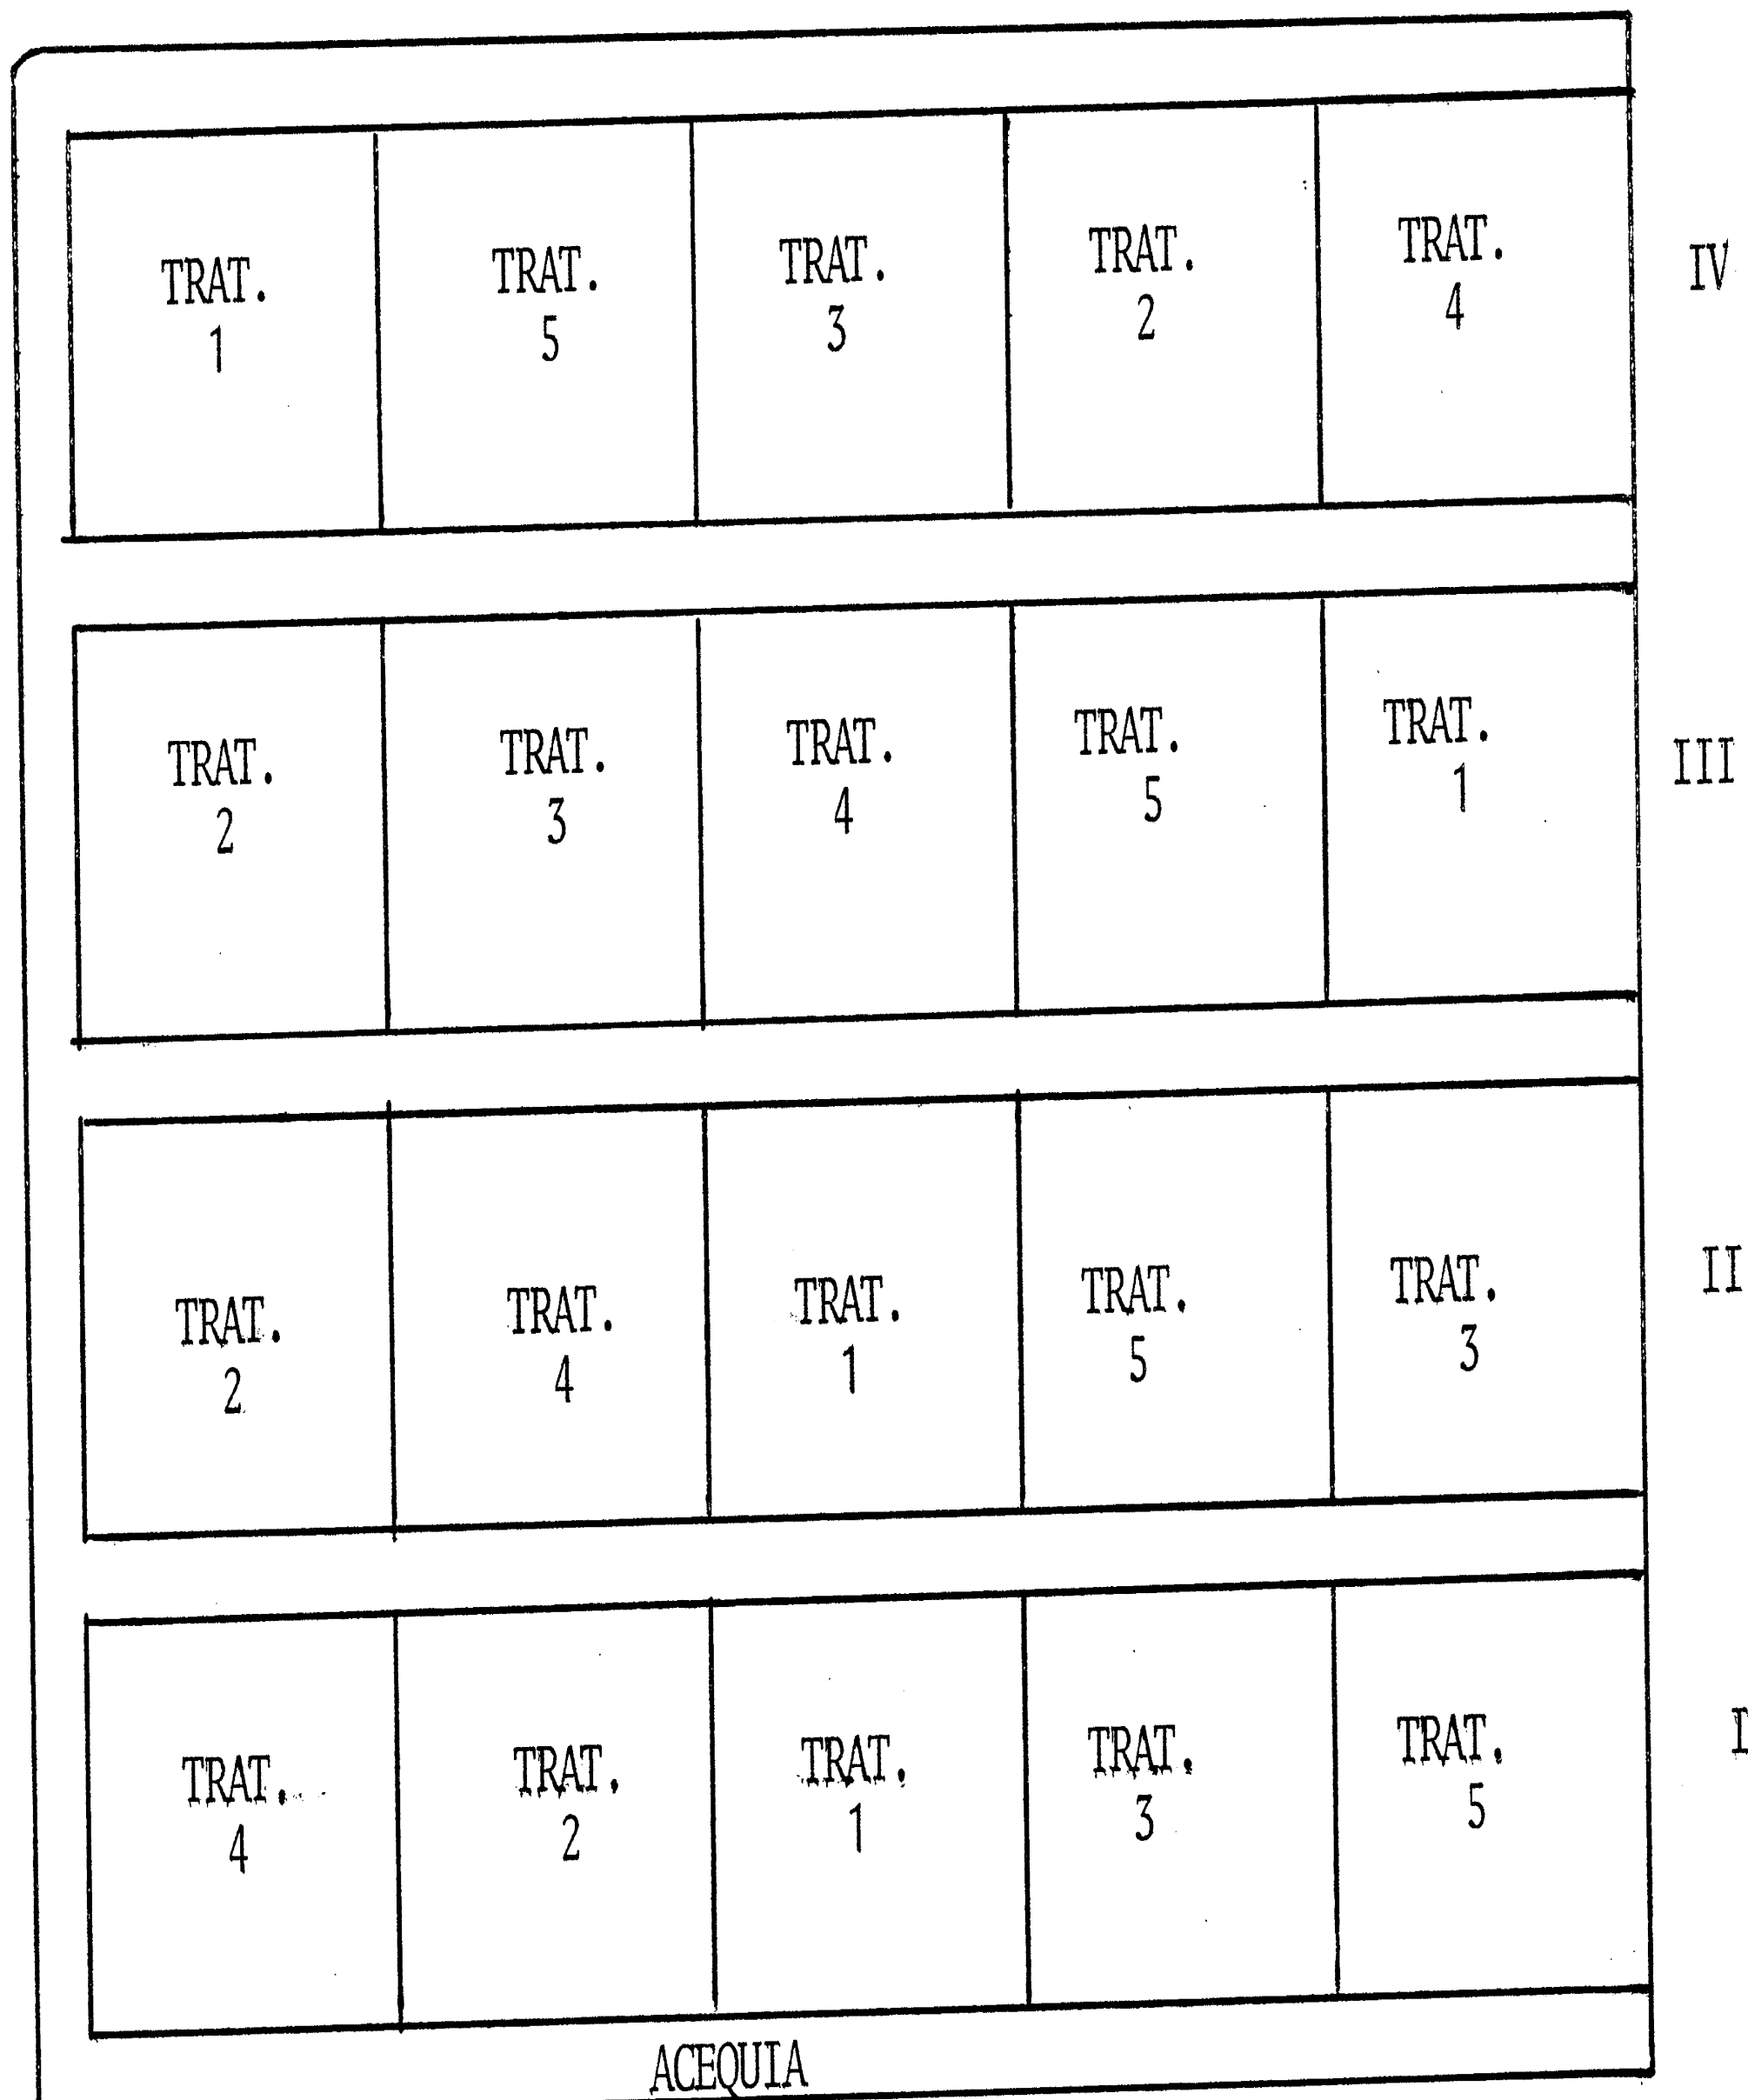 TRAT. TRAT. TRAT. TRAT. TRAT. IV
1 5 3 2 4
TRAT. TRAT. TRAT. TRAT. TRAT. III
2 3 4 5 1
TRAT. TRAT. TRAT. TRAT. TRAT. II
2 4 1 5 3
TRAT. TRAT. TRAT. TRAT. TRAT. I
4 2 1 3 5
ACEQUIA